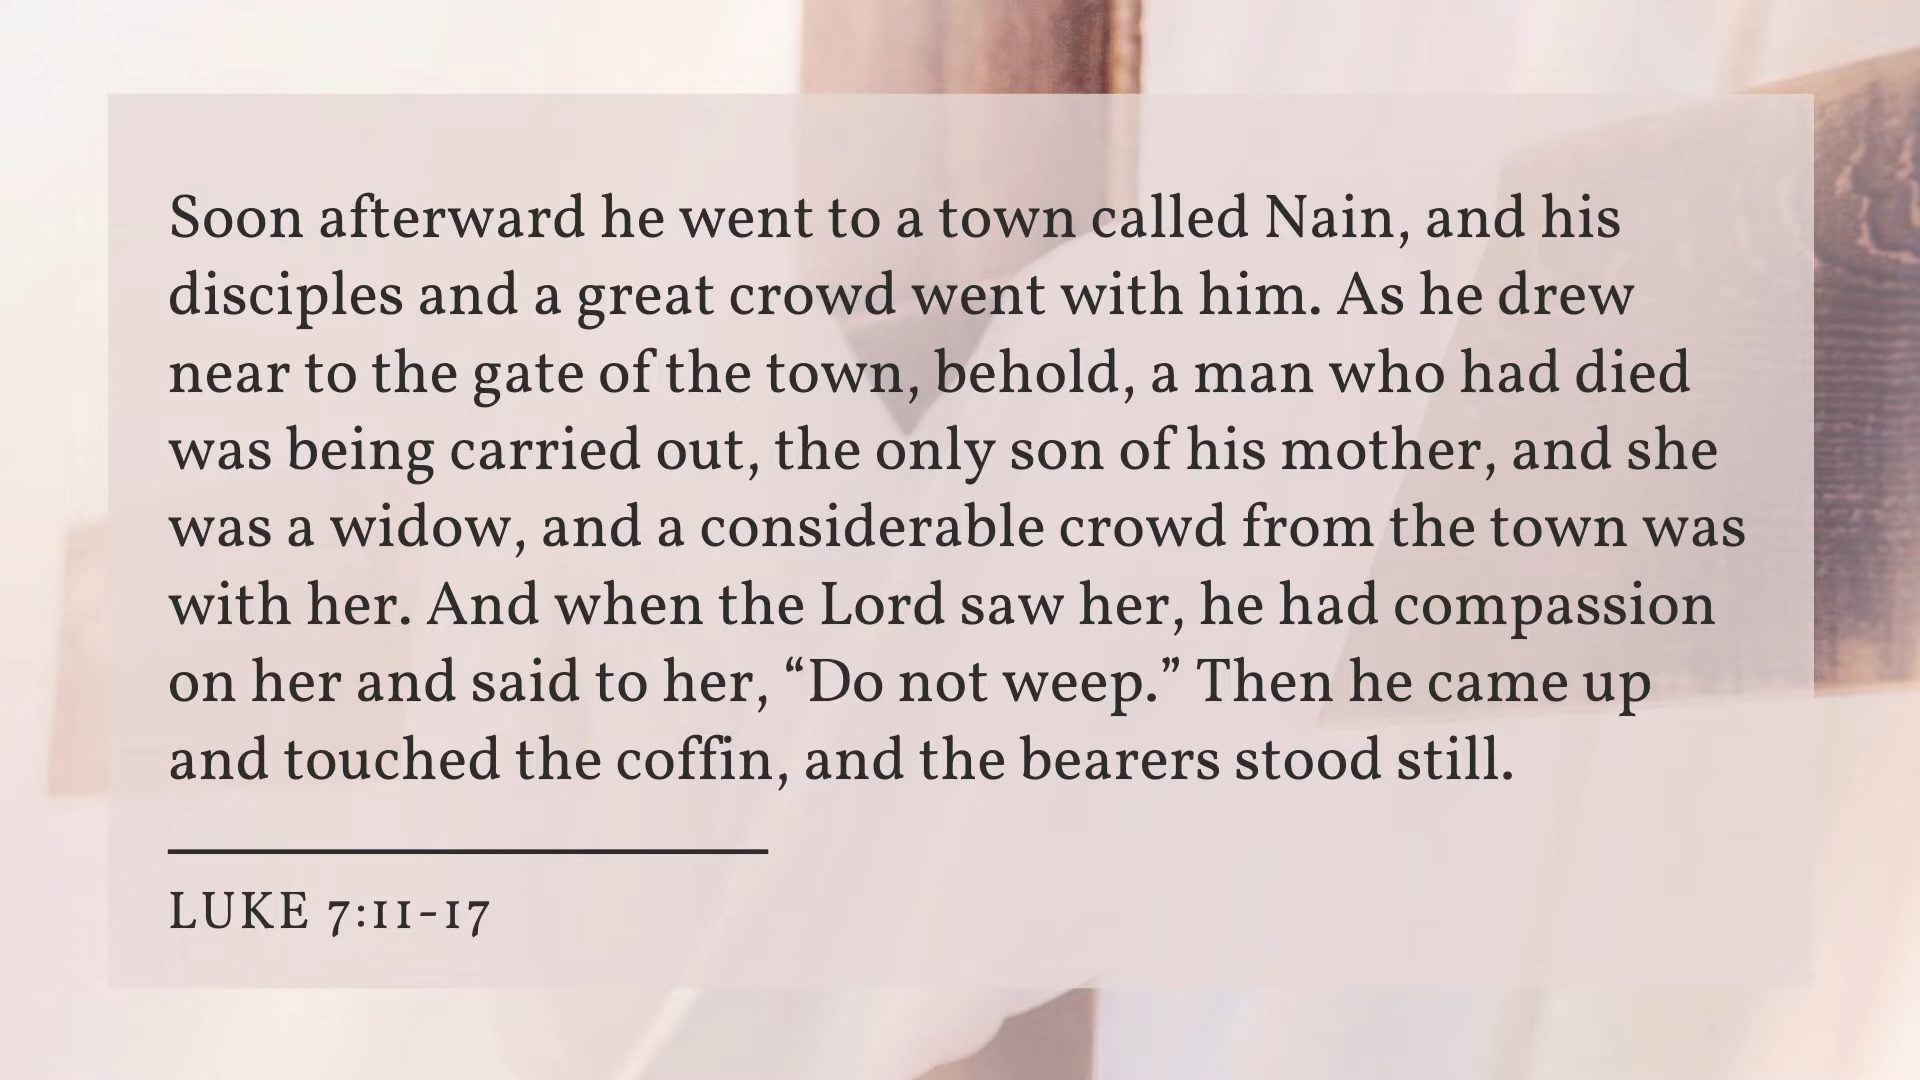 Soon afterward he went to a town called Nain, and his
disciples and a great crowd went with him. As he drew
near to the gate of the town, behold, a man who had died
was being carried out, the only son of his mother, and she
was a widow, and a considerable crowd from the town was
with her. And when the Lord saw her, he had compassion
on her and said to her, “Do not weep.” Then he came up
and touched the coffin, and the bearers stood still.
LUKE 7:11-17